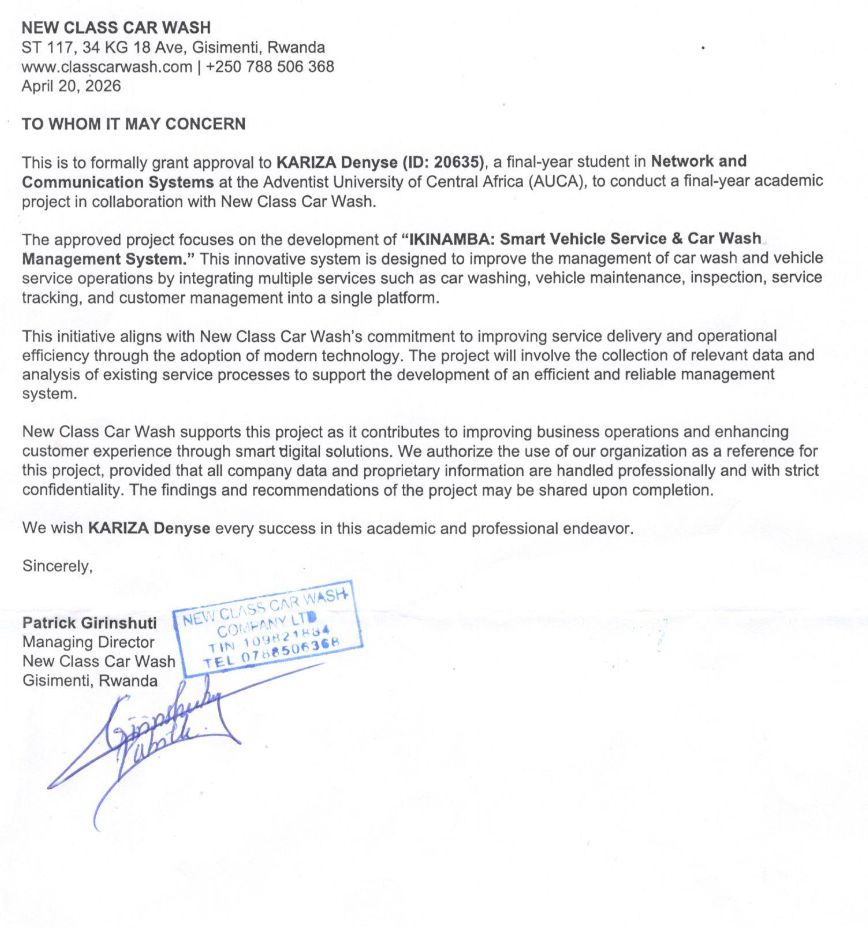 NEW CLASS CAR WASH
ST 117, 34 KG 18 Ave, Gisimenti, Rwanda
www.classcarwash.com | +250 788 506 368
April 20, 2026
TO WHOM IT MAY CONCERN
This is to formally grant approval to KARIZA Denyse (ID: 20635), a final-year student in Network and
Communication Systems at the Adventist University of Central Africa (AUCA), to conduct a final-year academic
project in collaboration with New Class Car Wash.
The approved project focuses on the development of “IKINAMBA: Smart Vehicle Service & Car Wash
Management System.” This innovative system is designed to improve the management of car wash and vehicle
service operations by integrating multiple services such as car washing, vehicle maintenance, inspection, service
tracking, and customer management into a single platform.
This initiative aligns with New Class Car Wash’s commitment to improving service delivery and operational
efficiency through the adoption of modern technology. The project will involve the collection of relevant data and
analysis of existing service processes to support the development of an efficient and reliable management
system.
New Class Car Wash supports this project as it contributes to improving business operations and enhancing
customer experience through smart digital solutions. We authorize the use of our organization as a reference for
this project, provided that all company data and proprietary information are handled professionally and with strict
confidentiality. The findings and recommendations of the project may be shared upon completion.
We wish KARIZA Denyse every success in this academic and professional endeavor.
Sincerely,
Patrick Girinshuti
Managing Director
New Class Car Wash
Gisimenti, Rwanda
NEW CLASS CAR WASH
COMPANY LTD
TIN 109821884
TEL 0788506368